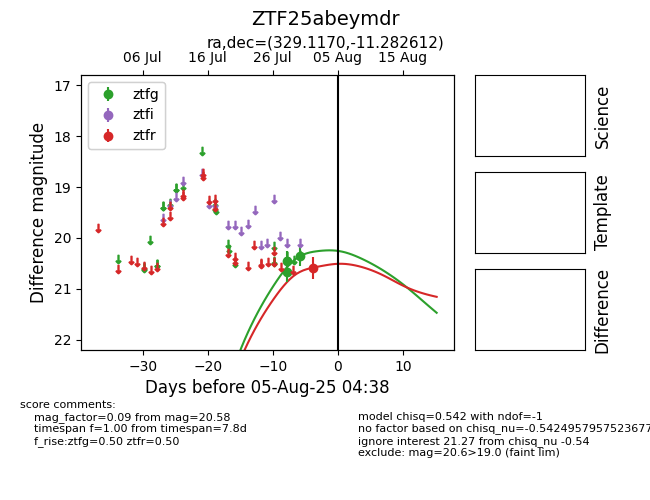 ZTF25abeymdr
ra,dec=(329.1170,-11.282612)
06 Jul 16 Jul 26 Jul 05 Aug 15 Aug
17
18
19
20
21
22
Difference magnitude
ztfg
ztfi
ztfr
−30 −20 −10 0 10
Days before 05-Aug-25 04:38
Science
Template
Difference
score comments:
mag_factor=0.09 from mag=20.58
timespan f=1.00 from timespan=7.8d
f_rise:ztfg=0.50 ztfr=0.50
model chisq=0.542 with ndof=-1
no factor based on chisq_nu=-0.5424957957523677
ignore interest 21.27 from chisq_nu -0.54
exclude: mag=20.6>19.0 (faint lim)